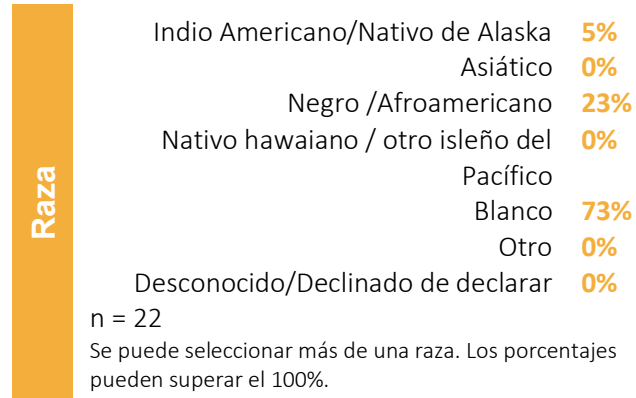 Raza
Indio Americano/Nativo de Alaska 5%
Asiático 0%
Negro /Afroamericano 23%
Nativo hawaiano / otro isleño del 0%
Pacífico
Blanco 73%
Otro 0%
Desconocido/Declinado de declarar 0%
n = 22
Se puede seleccionar más de una raza. Los porcentajes
pueden superar el 100%.